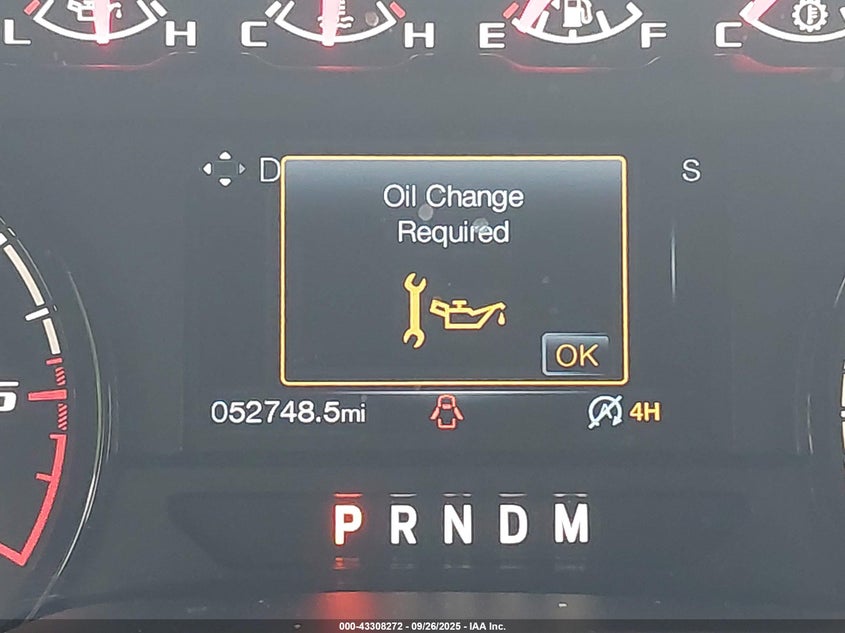 L H C H E F C
D S
Oil Change
Required
OK
052748.5mi 4H
P R N D M
000-43308272 - 09/26/2025 - IAA Inc.